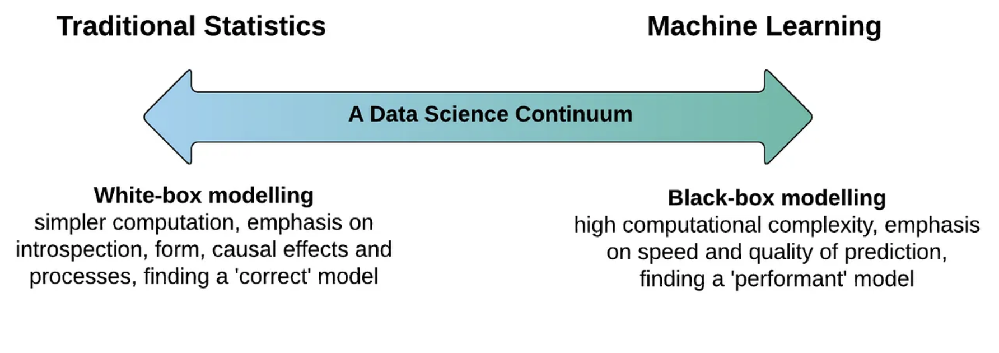 Traditional Statistics
Machine Learning
A Data Science Continuum
White-box modelling
simpler computation, emphasis on
introspection, form, causal effects and
processes, finding a 'correct' model
Black-box modelling
high computational complexity, emphasis
on speed and quality of prediction,
finding a 'performant' model